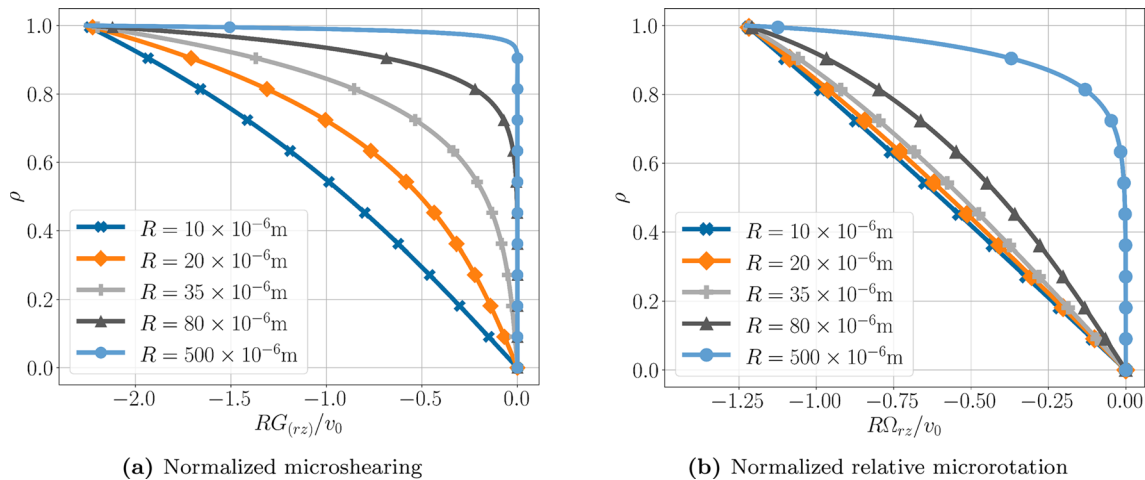 1.0
0.8
0.6
0.4
0.2
0.0
ρ
R = 10 × 10⁻⁶m
R = 20 × 10⁻⁶m
R = 35 × 10⁻⁶m
R = 80 × 10⁻⁶m
R = 500 × 10⁻⁶m
−2.0 −1.5 −1.0 −0.5 0.0
RG₍rz₎/v₀
(a) Normalized microshearing
1.0
0.8
0.6
0.4
0.2
0.0
ρ
R = 10 × 10⁻⁶m
R = 20 × 10⁻⁶m
R = 35 × 10⁻⁶m
R = 80 × 10⁻⁶m
R = 500 × 10⁻⁶m
−1.25 −1.00 −0.75 −0.50 −0.25 0.00
RΩrz/v₀
(b) Normalized relative microrotation